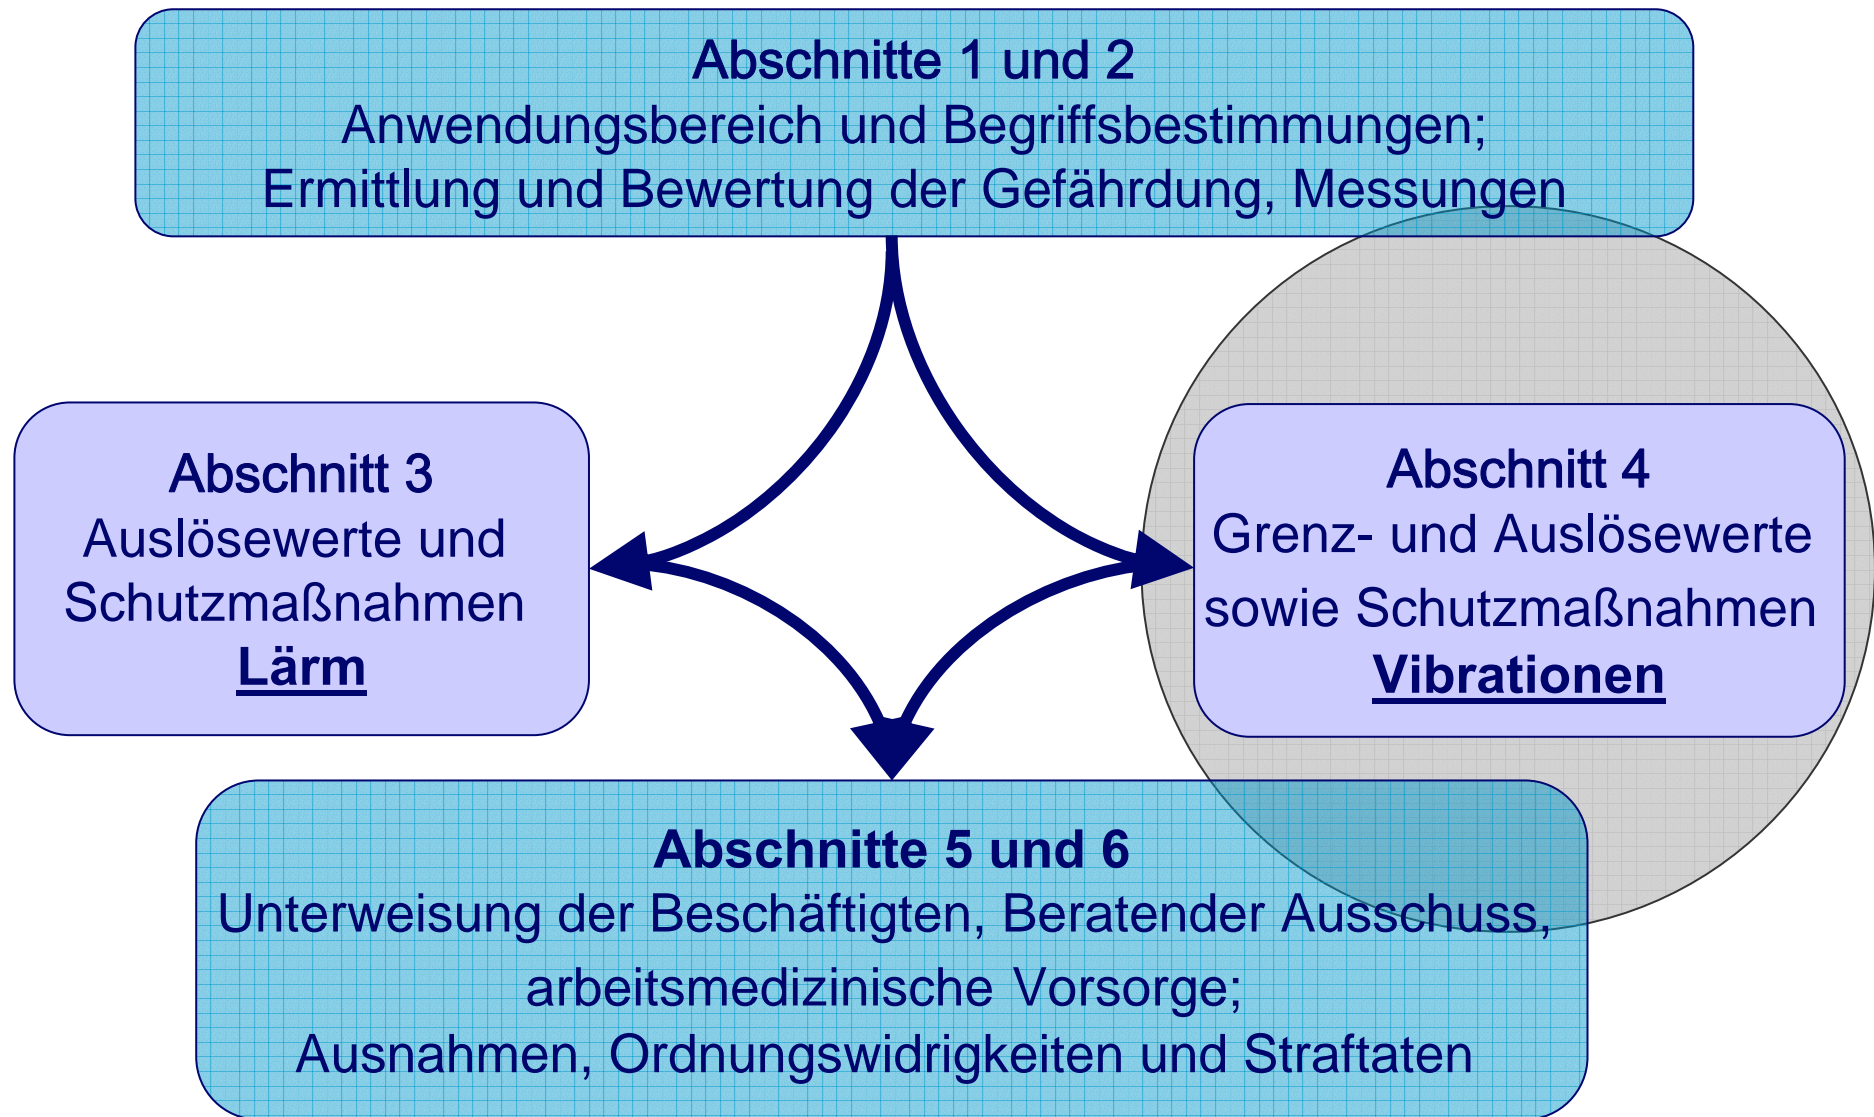 Abschnitte 1 und 2
Anwendungsbereich und Begriffsbestimmungen;
Ermittlung und Bewertung der Gefährdung, Messungen
Abschnitt 3
Auslösewerte und
Schutzmaßnahmen
Lärm
Abschnitt 4
Grenz- und Auslösewerte
sowie Schutzmaßnahmen
Vibrationen
Abschnitte 5 und 6
Unterweisung der Beschäftigten, Beratender Ausschuss,
arbeitsmedizinische Vorsorge;
Ausnahmen, Ordnungswidrigkeiten und Straftaten